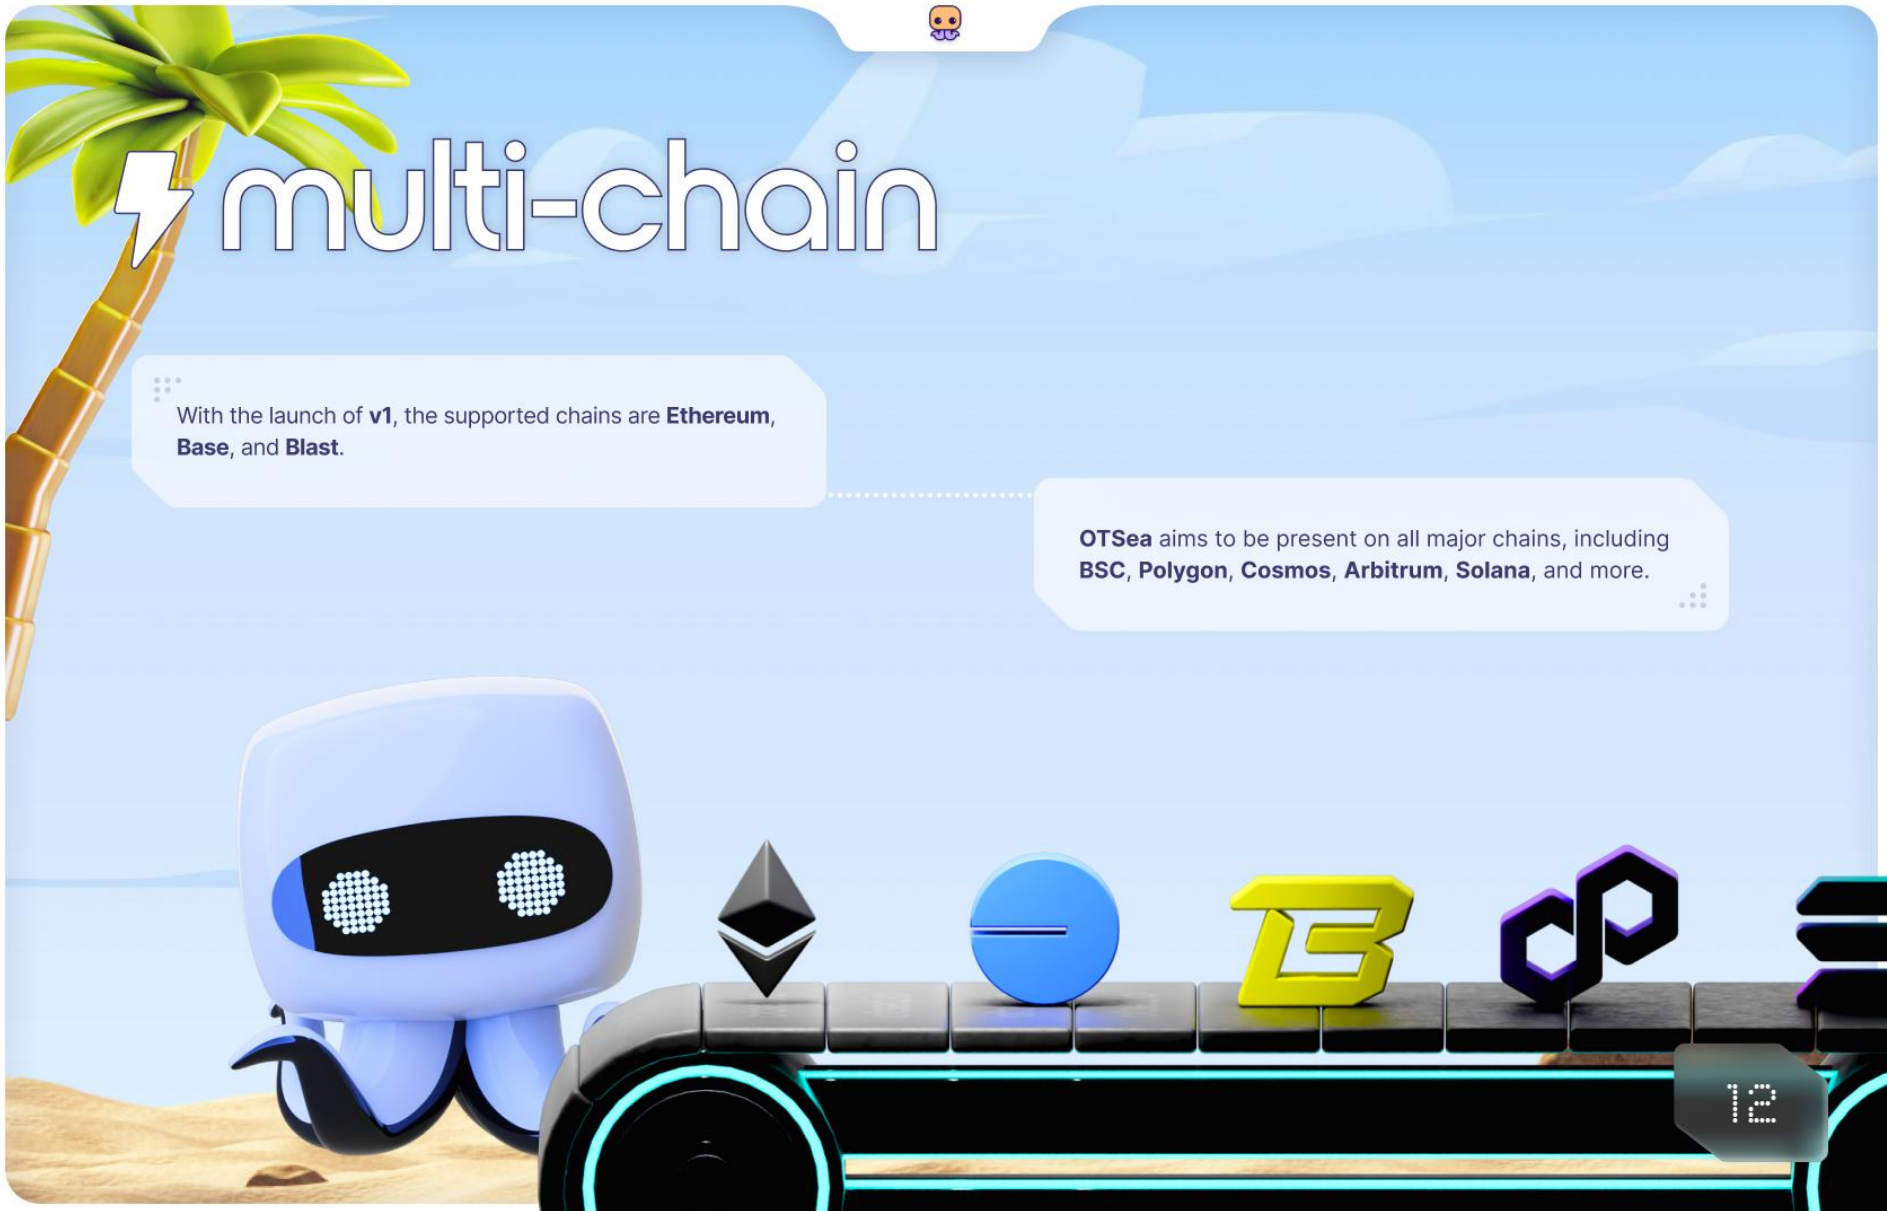 multi-chain
With the launch of v1, the supported chains are Ethereum,
Base, and Blast.
OTSea aims to be present on all major chains, including
BSC, Polygon, Cosmos, Arbitrum, Solana, and more.
12